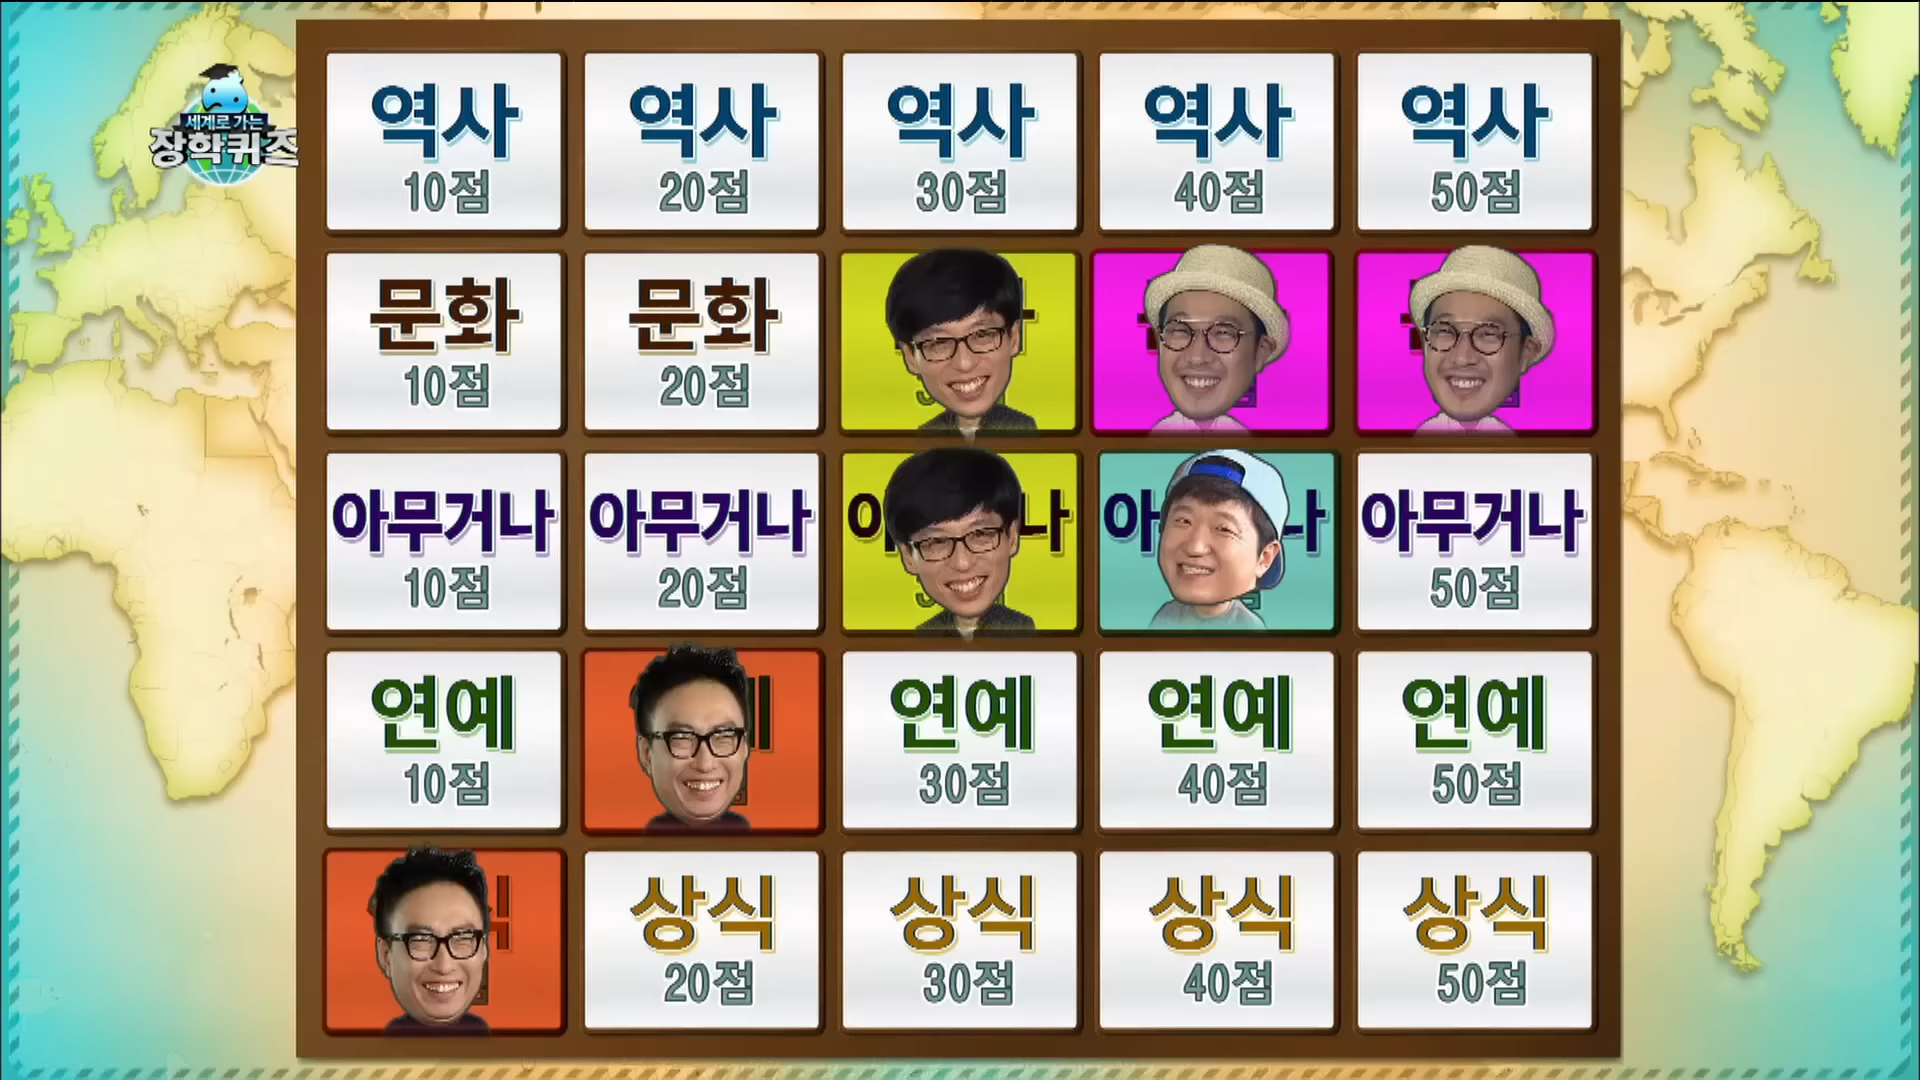 세계로 가는
장학퀴즈
역사 역사 역사 역사 역사
10점 20점 30점 40점 50점
문화 문화
10점 20점
아무거나 아무거나 아무거나
10점 20점 50점
연예 연예 연예 연예
10점 30점 40점 50점
상식 상식 상식 상식
20점 30점 40점 50점